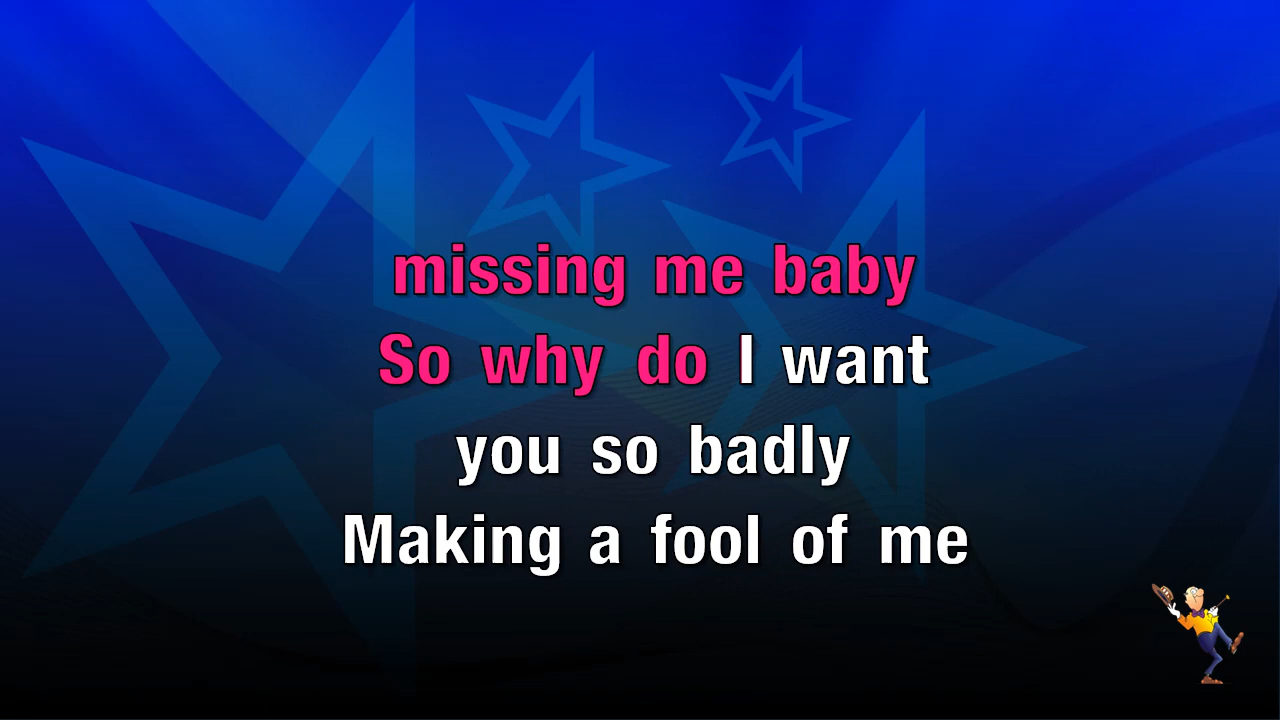 missing me baby
So why do I want
you so badly
Making a fool of me